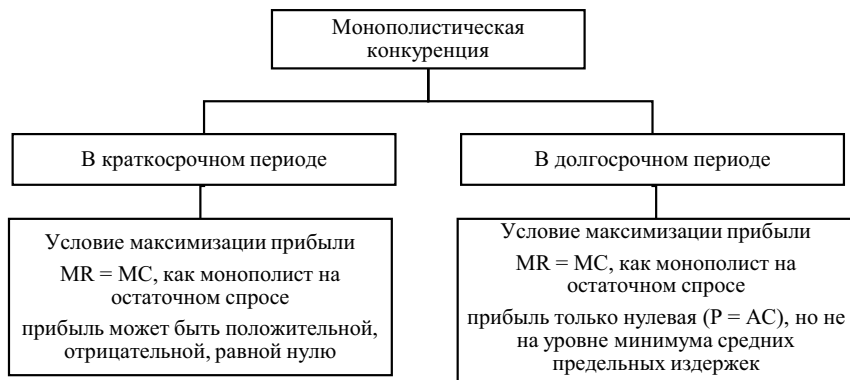 Монополистическая
конкуренция
В краткосрочном периоде
В долгосрочном периоде
Условие максимизации прибыли
MR = MC, как монополист на
остаточном спросе
прибыль может быть положительной,
отрицательной, равной нулю
Условие максимизации прибыли
MR = MC, как монополист на
остаточном спросе
прибыль только нулевая (P = AC), но не
на уровне минимума средних
предельных издержек